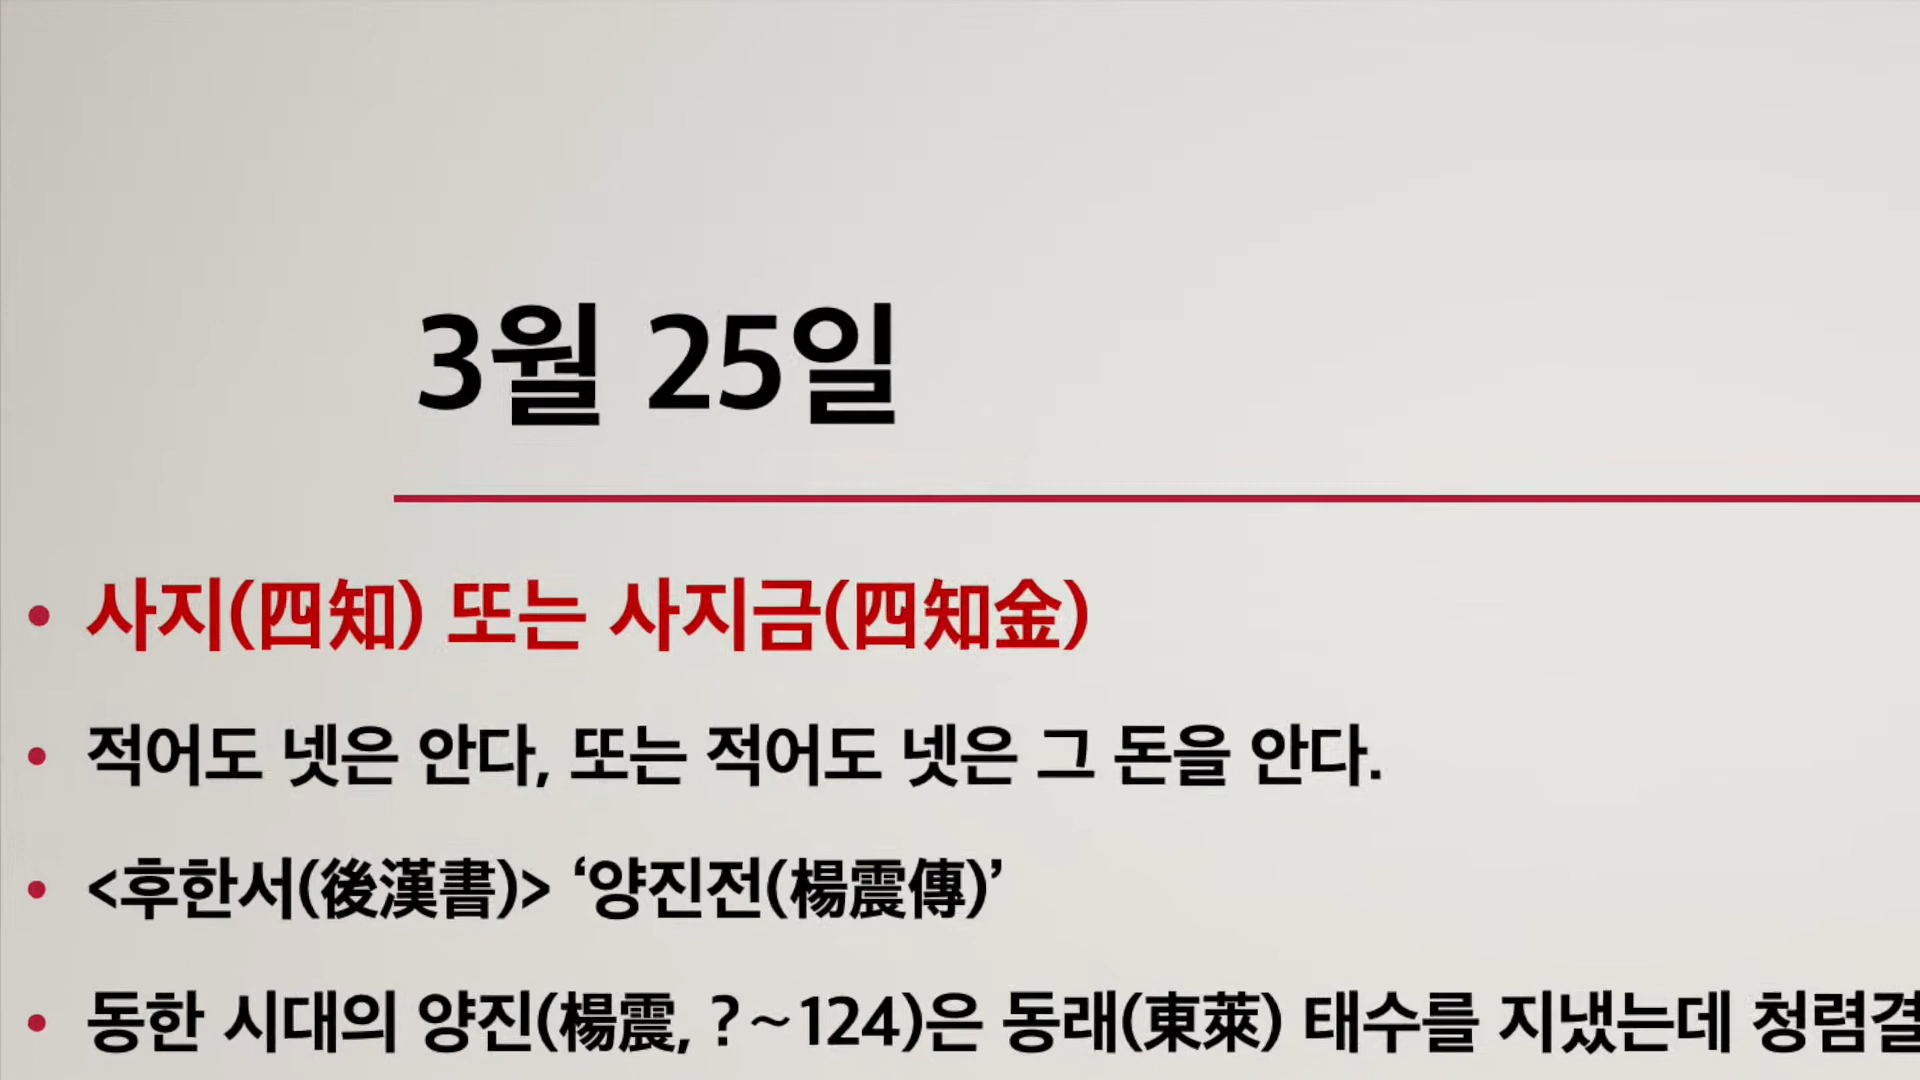 3월 25일
• 사지(四知) 또는 사지금(四知金)
• 적어도 넷은 안다, 또는 적어도 넷은 그 돈을 안다.
• <후한서(後漢書)> ‘양진전(楊震傳)’
• 동한 시대의 양진(楊震, ?~124)은 동래(東萊) 태수를 지냈는데 청렴결